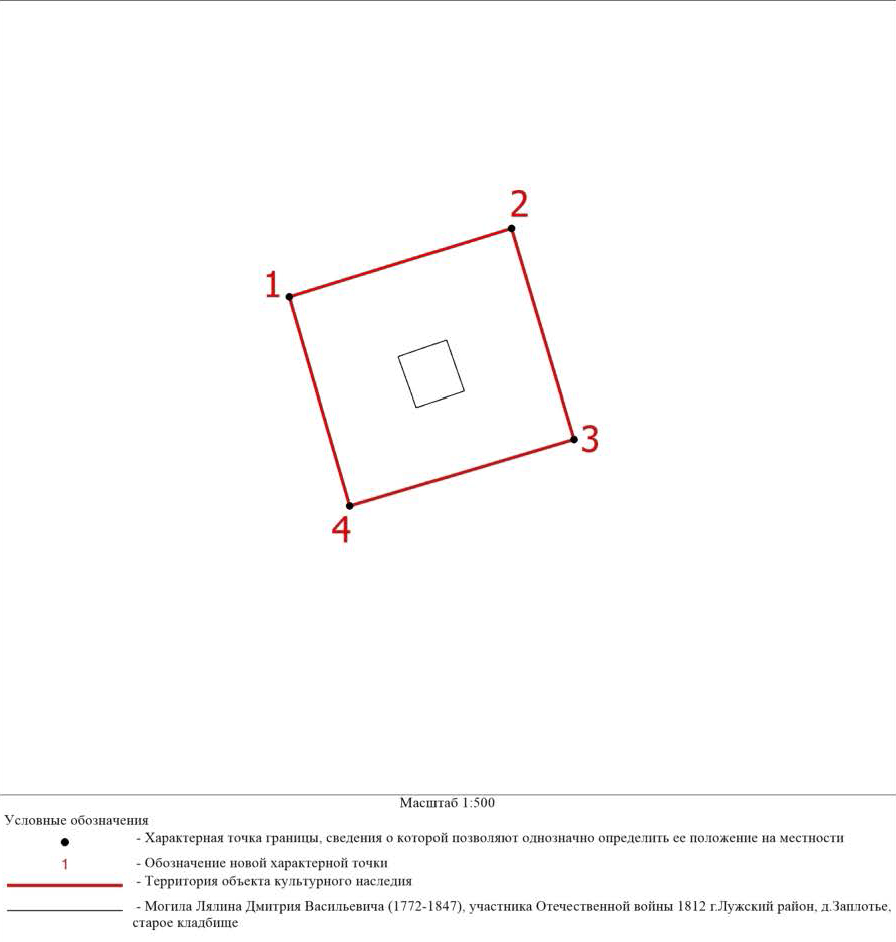 2
1
3
4
Масштаб 1:500
Условные обозначения
- Характерная точка границы, сведения о которой позволяют однозначно определить ее положение на местности
1 - Обозначение новой характерной точки
- Территория объекта культурного наследия
- Могила Лялина Дмитрия Васильевича (1772-1847), участника Отечественной войны 1812 г.Лужский район, д.Заплотье,
старое кладбище